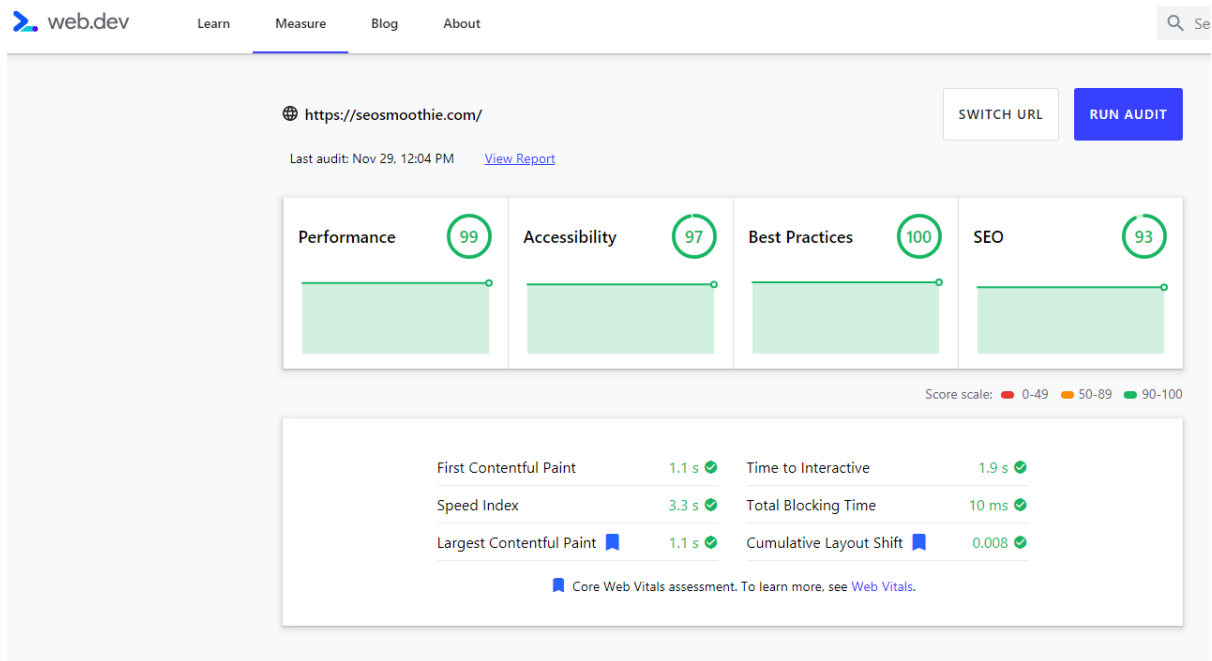 web.dev Learn Measure Blog About
https://seosmoothie.com/ SWITCH URL RUN AUDIT
Last audit: Nov 29, 12:04 PM View Report
Performance 99 Accessibility 97 Best Practices 100 SEO 93
Score scale: 0-49 50-89 90-100
First Contentful Paint 1.1 s Time to Interactive 1.9 s
Speed Index 3.3 s Total Blocking Time 10 ms
Largest Contentful Paint 1.1 s Cumulative Layout Shift 0.008
Core Web Vitals assessment. To learn more, see Web Vitals.